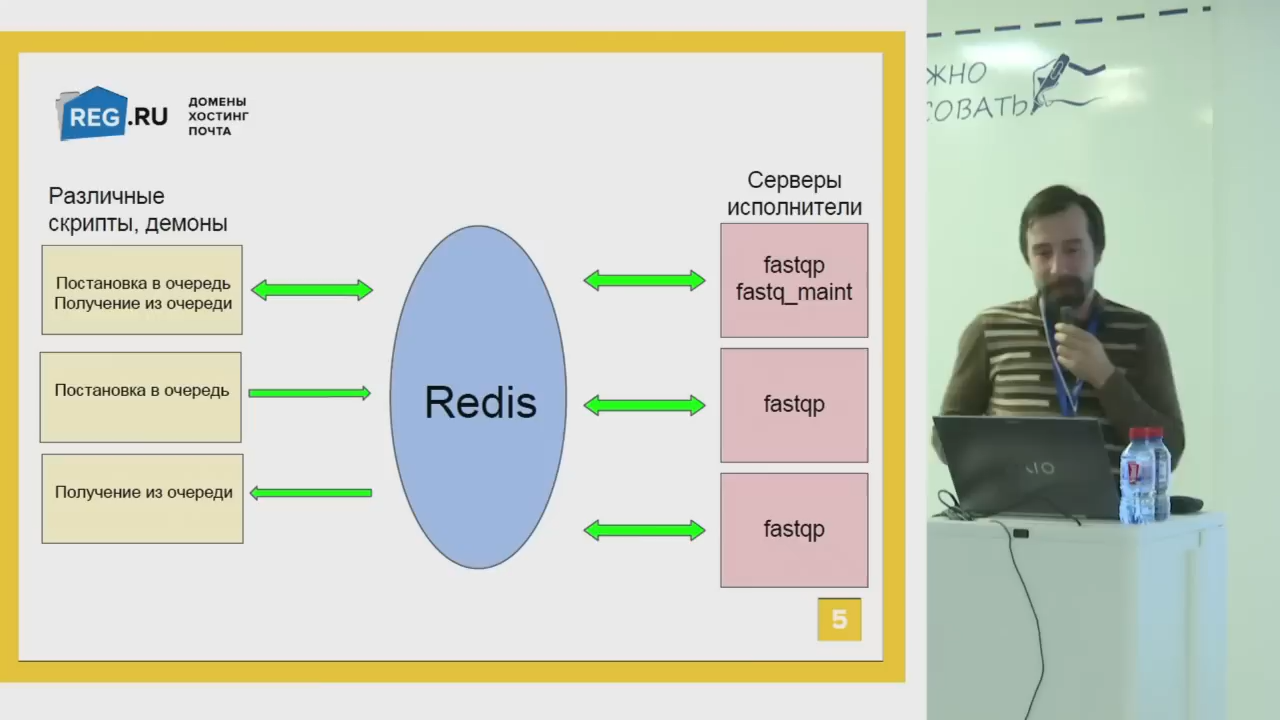 REG.RU
ДОМЕНЫ
ХОСТИНГ
ПОЧТА
Различные
скрипты, демоны
Постановка в очередь
Получение из очереди
Постановка в очередь
Получение из очереди
Redis
Серверы
исполнители
fastqp
fastq_maint
fastqp
fastqp
5
ЖНО
СОВАТЬ